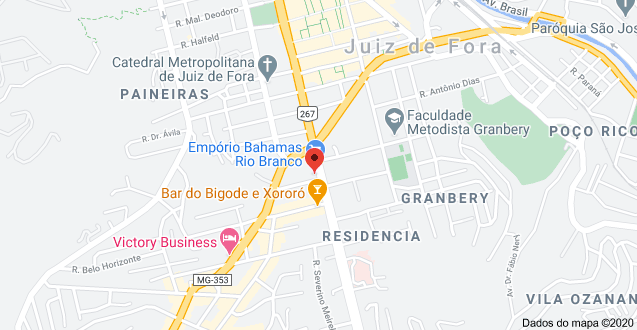 R. Mal. Deodoro
Av. Brasil
Paróquia São Jos
R. Halfeld
Juiz de Fora
Catedral Metropolitana
de Juiz de Fora
R. Paraná
R. Antônio Dias
PAINEIRAS
267
Faculdade
Metodista Granbery
POÇO RICO
R. Dr. Ávila
Empório Bahamas
Rio Branco
Bar do Bigode e Xororó
GRANBERY
RESIDENCIA
Victory Business
R. Belo Horizonte
MG-353
R. Severino Meirel
Av. Dr. Fábio Nery
VILA OZANAN
Dados do mapa ©2020